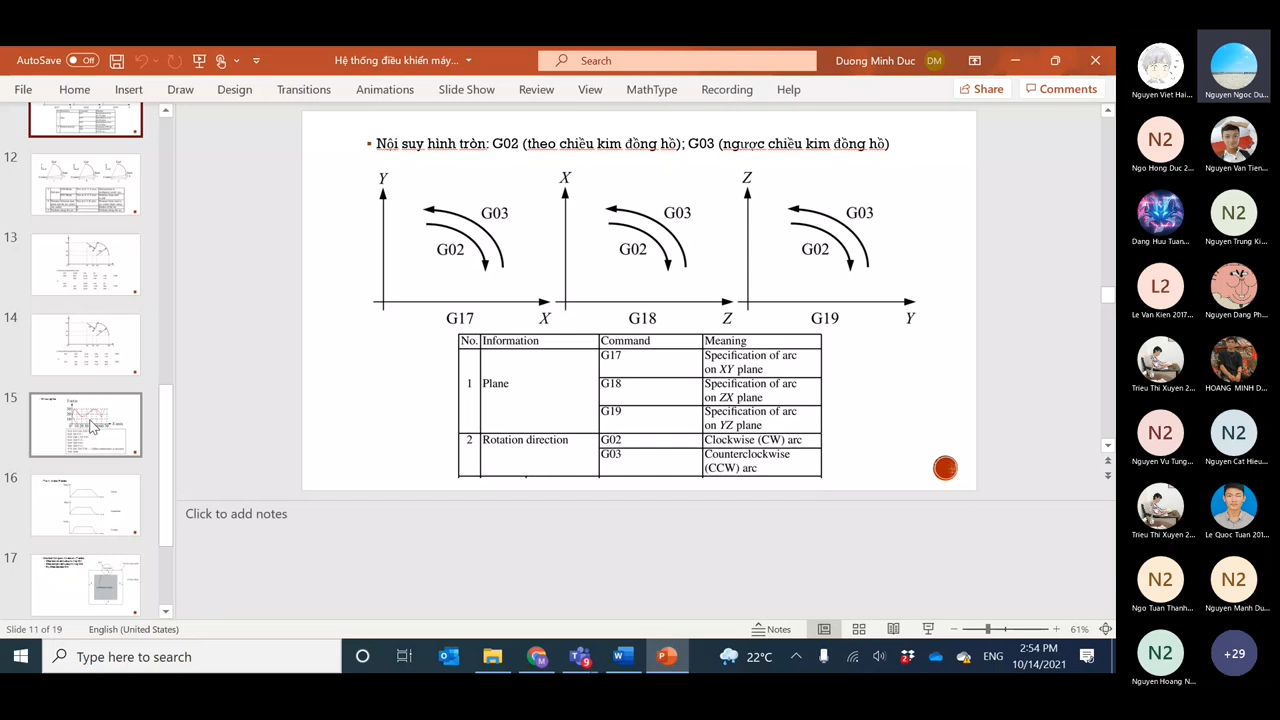 AutoSave Off
Hệ thống điều khiển máy...
Search
Duong Minh Duc DM
File Home Insert Draw Design Transitions Animations Slide Show Review View MathType Recording Help Share Comments
12
13
14
15
16
17
▪ Nội suy hình tròn: G02 (theo chiều kim đồng hồ); G03 (ngược chiều kim đồng hồ)
Y X Z
G03 G03 G03
G02 G02 G02
G17 X G18 Z G19 Y
No. Information Command Meaning
G17 Specification of arc
on XY plane
1 Plane G18 Specification of arc
on ZX plane
G19 Specification of arc
on YZ plane
2 Rotation direction G02 Clockwise (CW) arc
G03 Counterclockwise
(CCW) arc
Click to add notes
Slide 11 of 19 English (United States) Notes 61%
Type here to search
9
22°C
ENG
2:54 PM
10/14/2021
Nguyen Viet Hai...
Nguyen Ngoc Du...
N2
Ngo Hong Duc 2...
Nguyen Van Tien...
Dang Huu Tuan...
N2
Nguyen Trung Ki...
L2
Le Van Kien 2017...
Nguyen Dang Ph...
Trieu Thi Xuyen 2...
HOANG MINH D...
N2
Nguyen Vu Tung...
N2
Nguyen Cat Hieu...
Trieu Thi Xuyen 2...
Le Quoc Tuan 201...
N2
Ngo Tuan Thanh...
N2
Nguyen Manh Du...
N2
Nguyen Hoang N...
+29